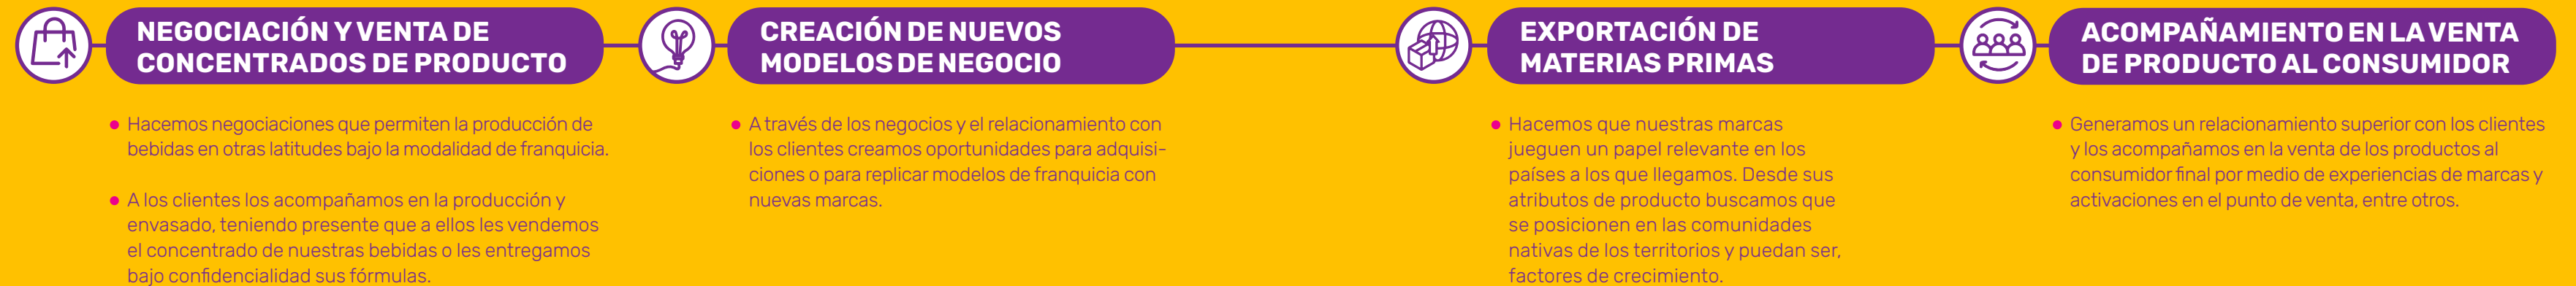 NEGOCIACIÓN Y VENTA DE
CONCENTRADOS DE PRODUCTO
Hacemos negociaciones que permiten la producción de
bebidas en otras latitudes bajo la modalidad de franquicia.
A los clientes los acompañamos en la producción y
envasado, teniendo presente que a ellos les vendemos
el concentrado de nuestras bebidas o les entregamos
bajo confidencialidad sus fórmulas.
CREACIÓN DE NUEVOS
MODELOS DE NEGOCIO
A través de los negocios y el relacionamiento con
los clientes creamos oportunidades para adquisi-
ciones o para replicar modelos de franquicia con
nuevas marcas.
EXPORTACIÓN DE
MATERIAS PRIMAS
Hacemos que nuestras marcas
jueguen un papel relevante en los
países a los que llegamos. Desde sus
atributos de producto buscamos que
se posicionen en las comunidades
nativas de los territorios y puedan ser,
factores de crecimiento.
ACOMPAÑAMIENTO EN LA VENTA
DE PRODUCTO AL CONSUMIDOR
Generamos un relacionamiento superior con los clientes
y los acompañamos en la venta de los productos al
consumidor final por medio de experiencias de marcas y
activaciones en el punto de venta, entre otros.